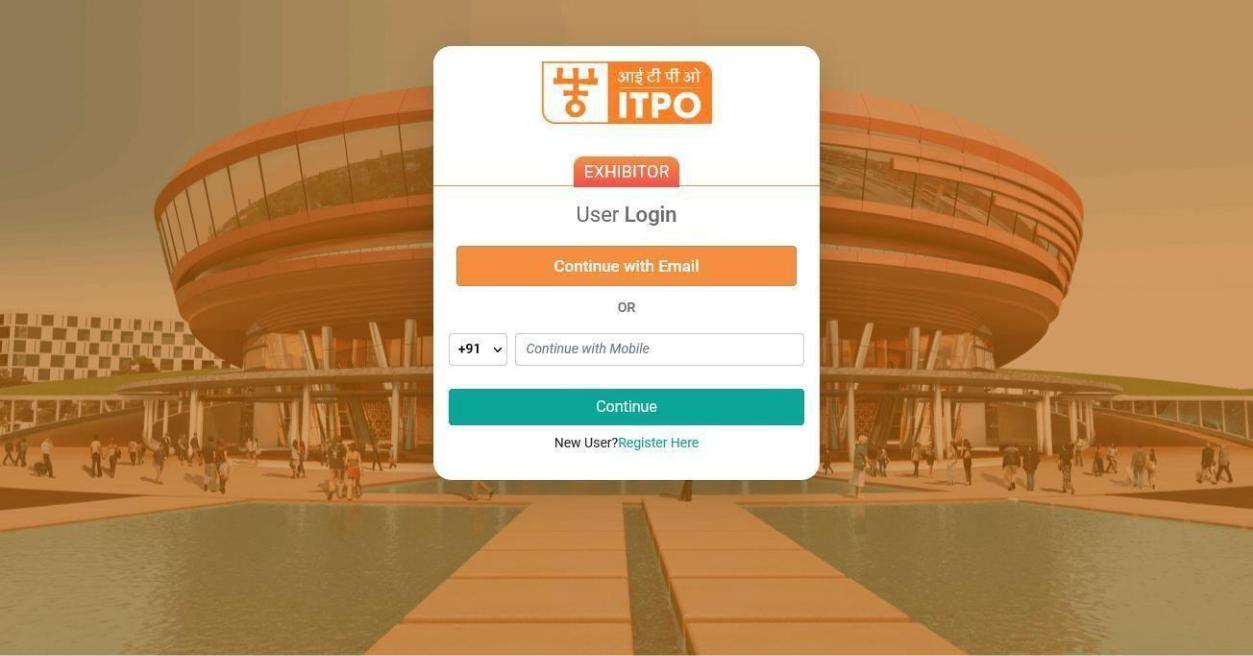 आई टी पी ओ
ITPO
EXHIBITOR
User Login
Continue with Email
OR
+91
Continue with Mobile
Continue
New User?Register Here